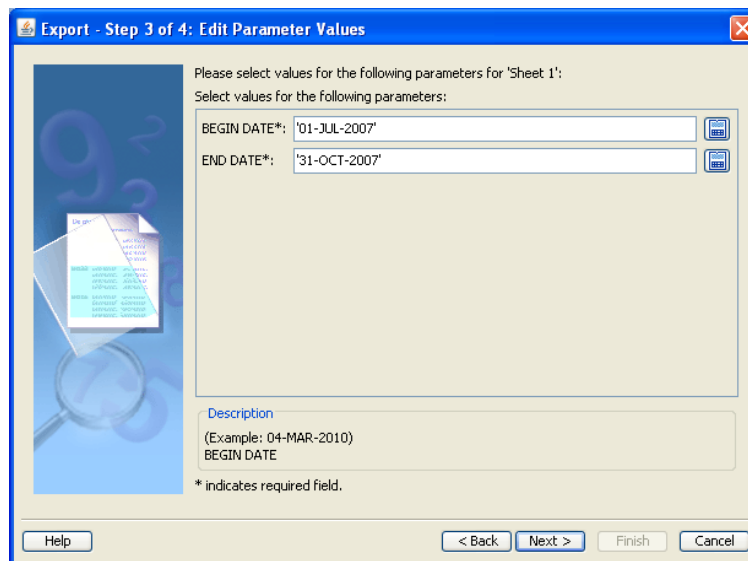 Export - Step 3 of 4: Edit Parameter Values
Please select values for the following parameters for 'Sheet 1':
Select values for the following parameters:
BEGIN DATE*: '01-JUL-2007'
END DATE*: '31-OCT-2007'
Description
(Example: 04-MAR-2010)
BEGIN DATE
* indicates required field.
Help < Back Next > Finish Cancel